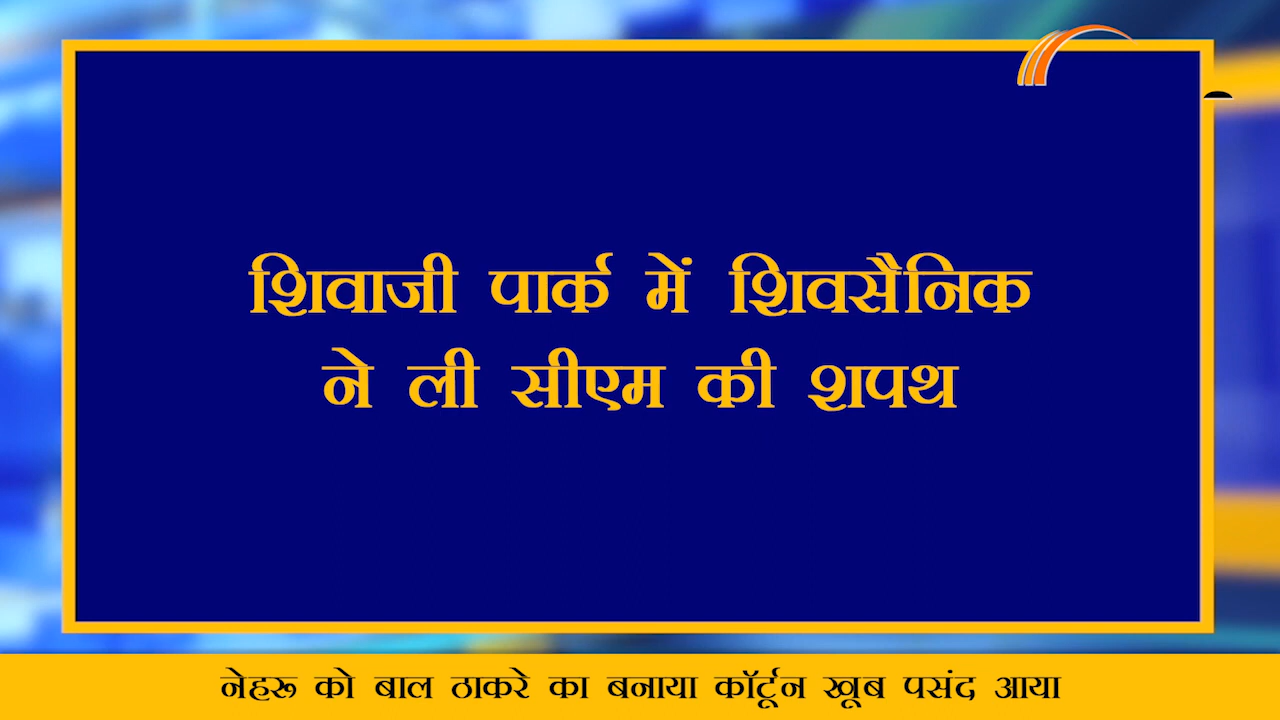 शिवाजी पार्क में शिवसैनिक
ने ली सीएम की शपथ
नेहरू को बाल ठाकरे का बनाया कॉर्टून खूब पसंद आया